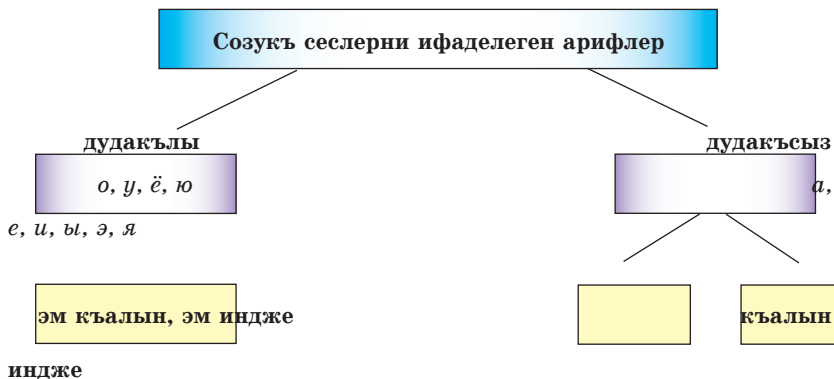 Созукъ сеслерни ифаделеген арифлер
дудакълы дудакъсыз
о, у, ё, ю а,
е, и, ы, э, я
эм къалын, эм индже къалын
индже